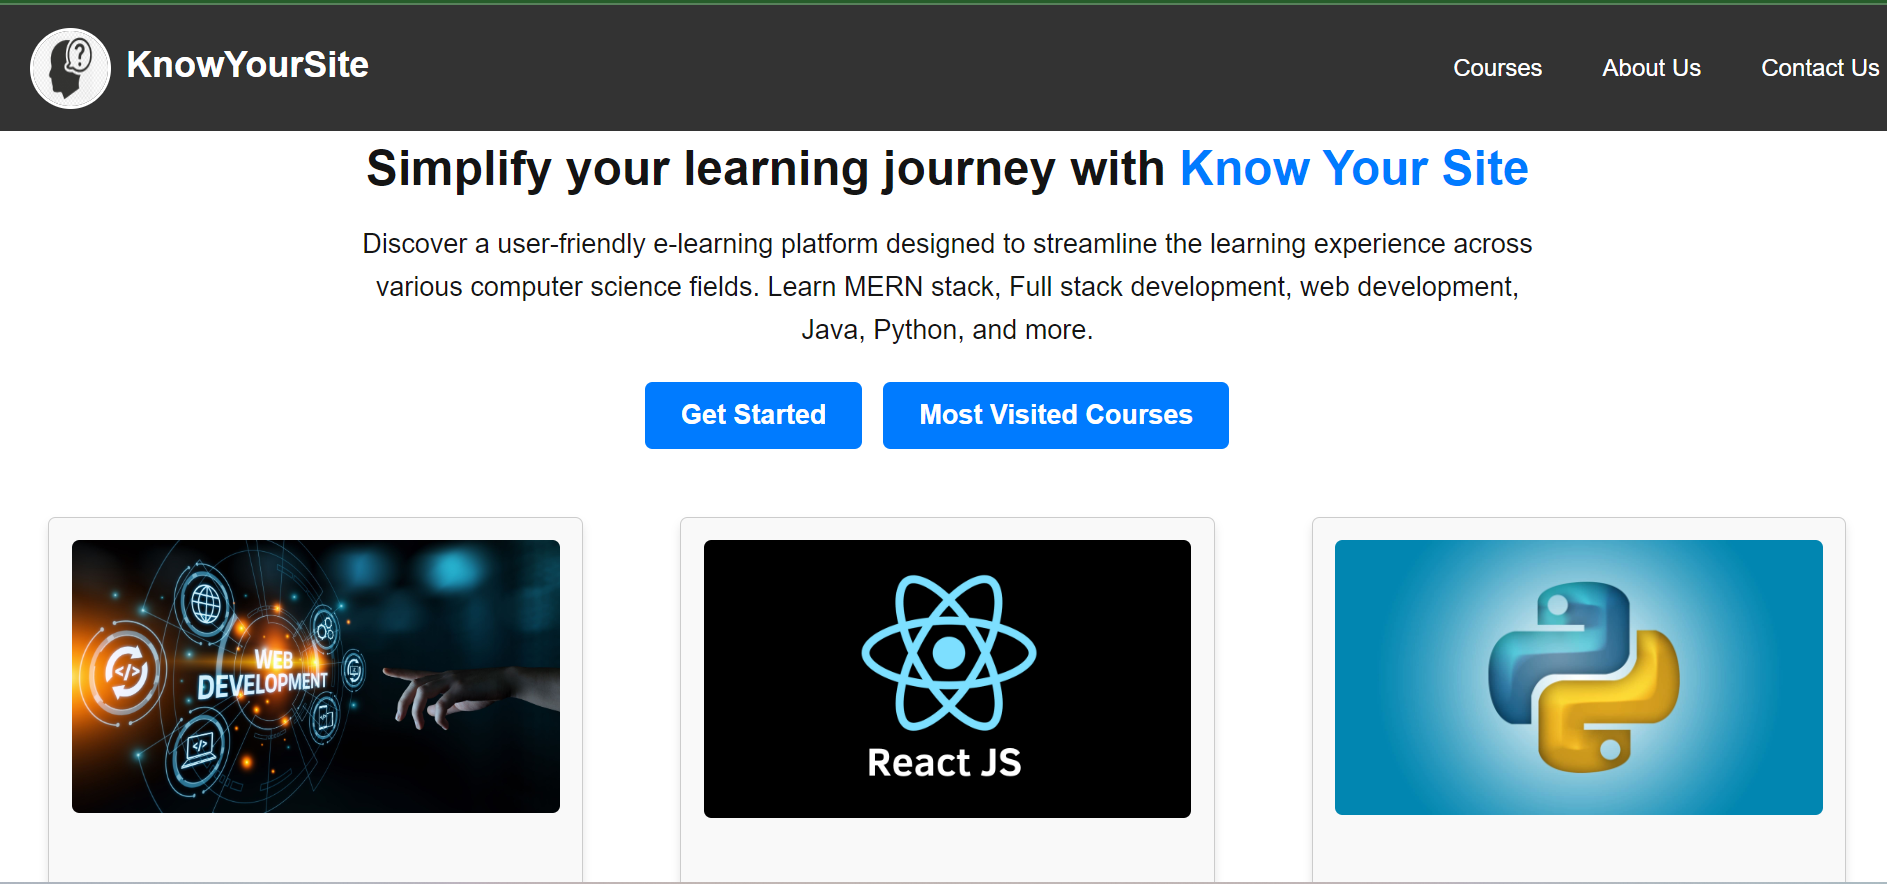 KnowYourSite
Courses
About Us
Contact Us
Simplify your learning journey with Know Your Site
Discover a user-friendly e-learning platform designed to streamline the learning experience across
various computer science fields. Learn MERN stack, Full stack development, web development,
Java, Python, and more.
Get Started
Most Visited Courses
WEB
DEVELOPMENT
</>
</>
React JS